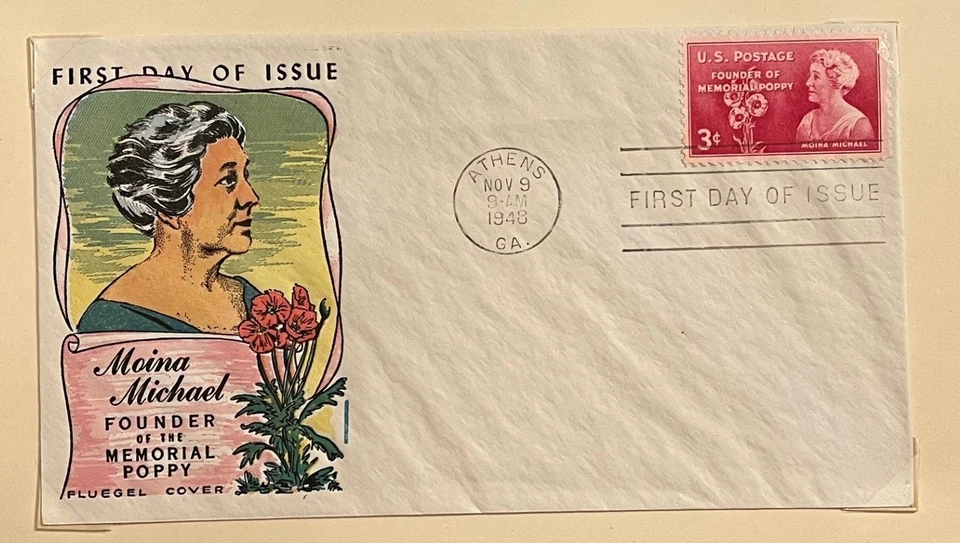 FIRST DAY OF ISSUE
Moina
Michael
FOUNDER
OF THE
MEMORIAL
POPPY
FLUEGEL COVER
ATHENS
NOV 9
9-AM
1948
GA.
U.S. POSTAGE
FOUNDER OF
MEMORIAL POPPY
3¢
MOINA MICHAEL
FIRST DAY OF ISSUE